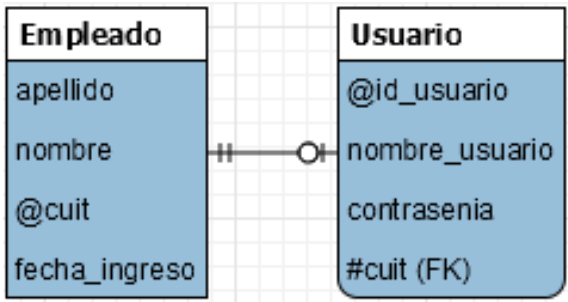 Empleado
apellido
nombre
@cuit
fecha_ingreso
Usuario
@id_usuario
nombre_usuario
contrasenia
#cuit (FK)